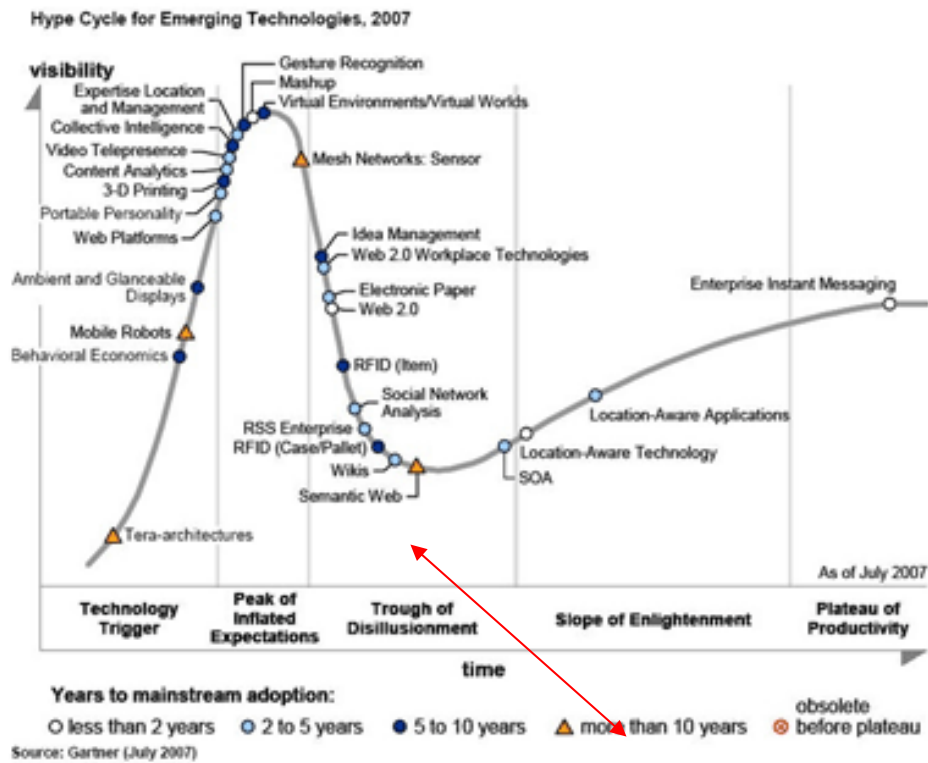 Hype Cycle for Emerging Technologies, 2007
visibility
Gesture Recognition
Mashup
Virtual Environments/Virtual Worlds
Expertise Location
and Management
Collective Intelligence
Video Telepresence
Content Analytics
3-D Printing
Portable Personality
Web Platforms
Mesh Networks: Sensor
Idea Management
Web 2.0 Workplace Technologies
Ambient and Glanceable
Displays
Electronic Paper
Web 2.0
Enterprise Instant Messaging
Mobile Robots
Behavioral Economics
RFID (Item)
Social Network
Analysis
Location-Aware Applications
RSS Enterprise
RFID (Case/Pallet)
Wikis
Semantic Web
Location-Aware Technology
SOA
Tera-architectures
As of July 2007
Technology
Trigger
Peak of
Inflated
Expectations
Trough of
Disillusionment
Slope of Enlightenment
Plateau of
Productivity
time
Years to mainstream adoption:
less than 2 years
2 to 5 years
5 to 10 years
more than 10 years
obsolete
before plateau
Source: Gartner (July 2007)